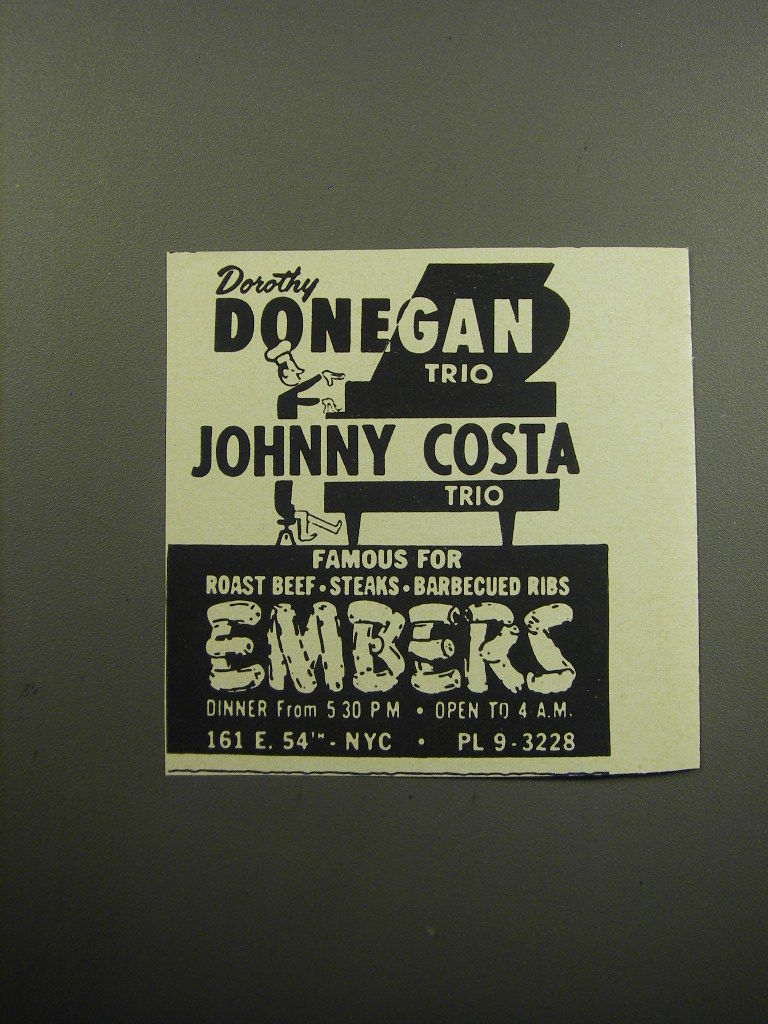 Dorothy
DONEGAN
TRIO
JOHNNY COSTA
TRIO
FAMOUS FOR
ROAST BEEF • STEAKS • BARBECUED RIBS
EMBERS
DINNER From 5 30 P M • OPEN TO 4 A.M.
161 E. 54TH - NYC • PL 9-3228